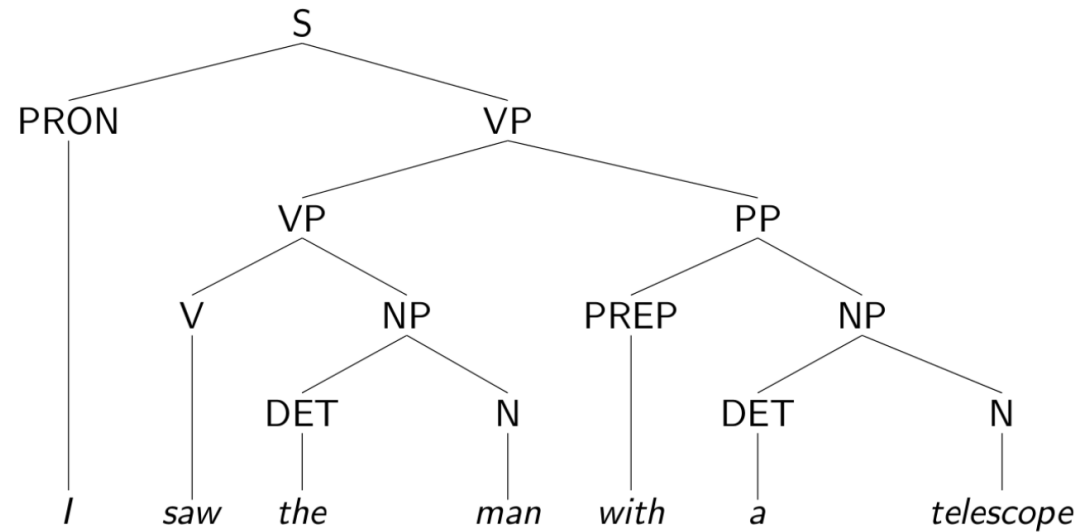 S
PRON VP
VP PP
V NP PREP NP
DET N DET N
I saw the man with a telescope